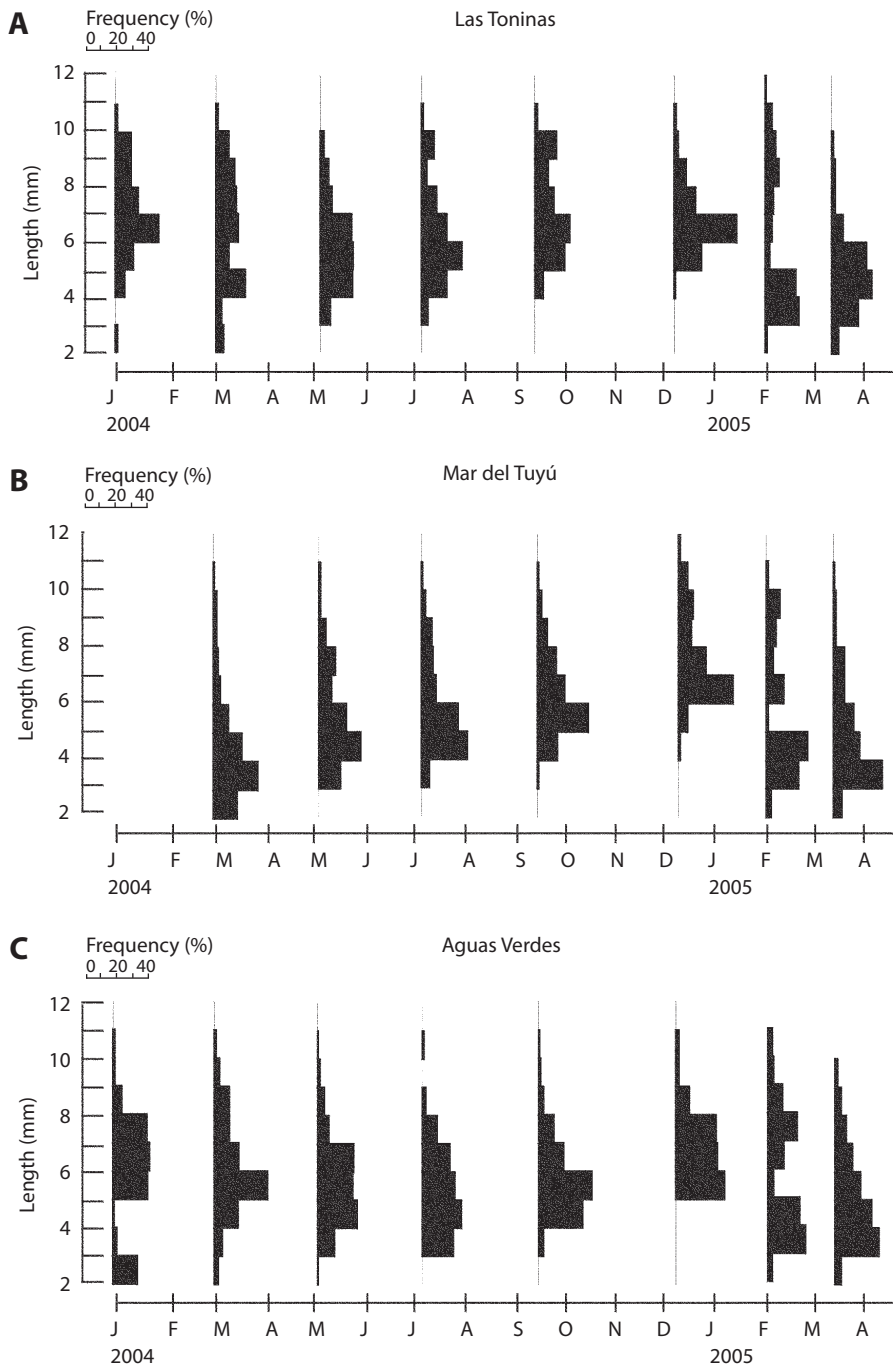 A
Frequency (%)
0 20 40
Las Toninas
12
10
8
6
4
2
Length (mm)
J F M A M J J A S O N D J F M A
2004 2005
B
Frequency (%)
0 20 40
Mar del Tuyú
12
10
8
6
4
2
Length (mm)
J F M A M J J A S O N D J F M A
2004 2005
C
Frequency (%)
0 20 40
Aguas Verdes
12
10
8
6
4
2
Length (mm)
J F M A M J J A S O N D J F M A
2004 2005